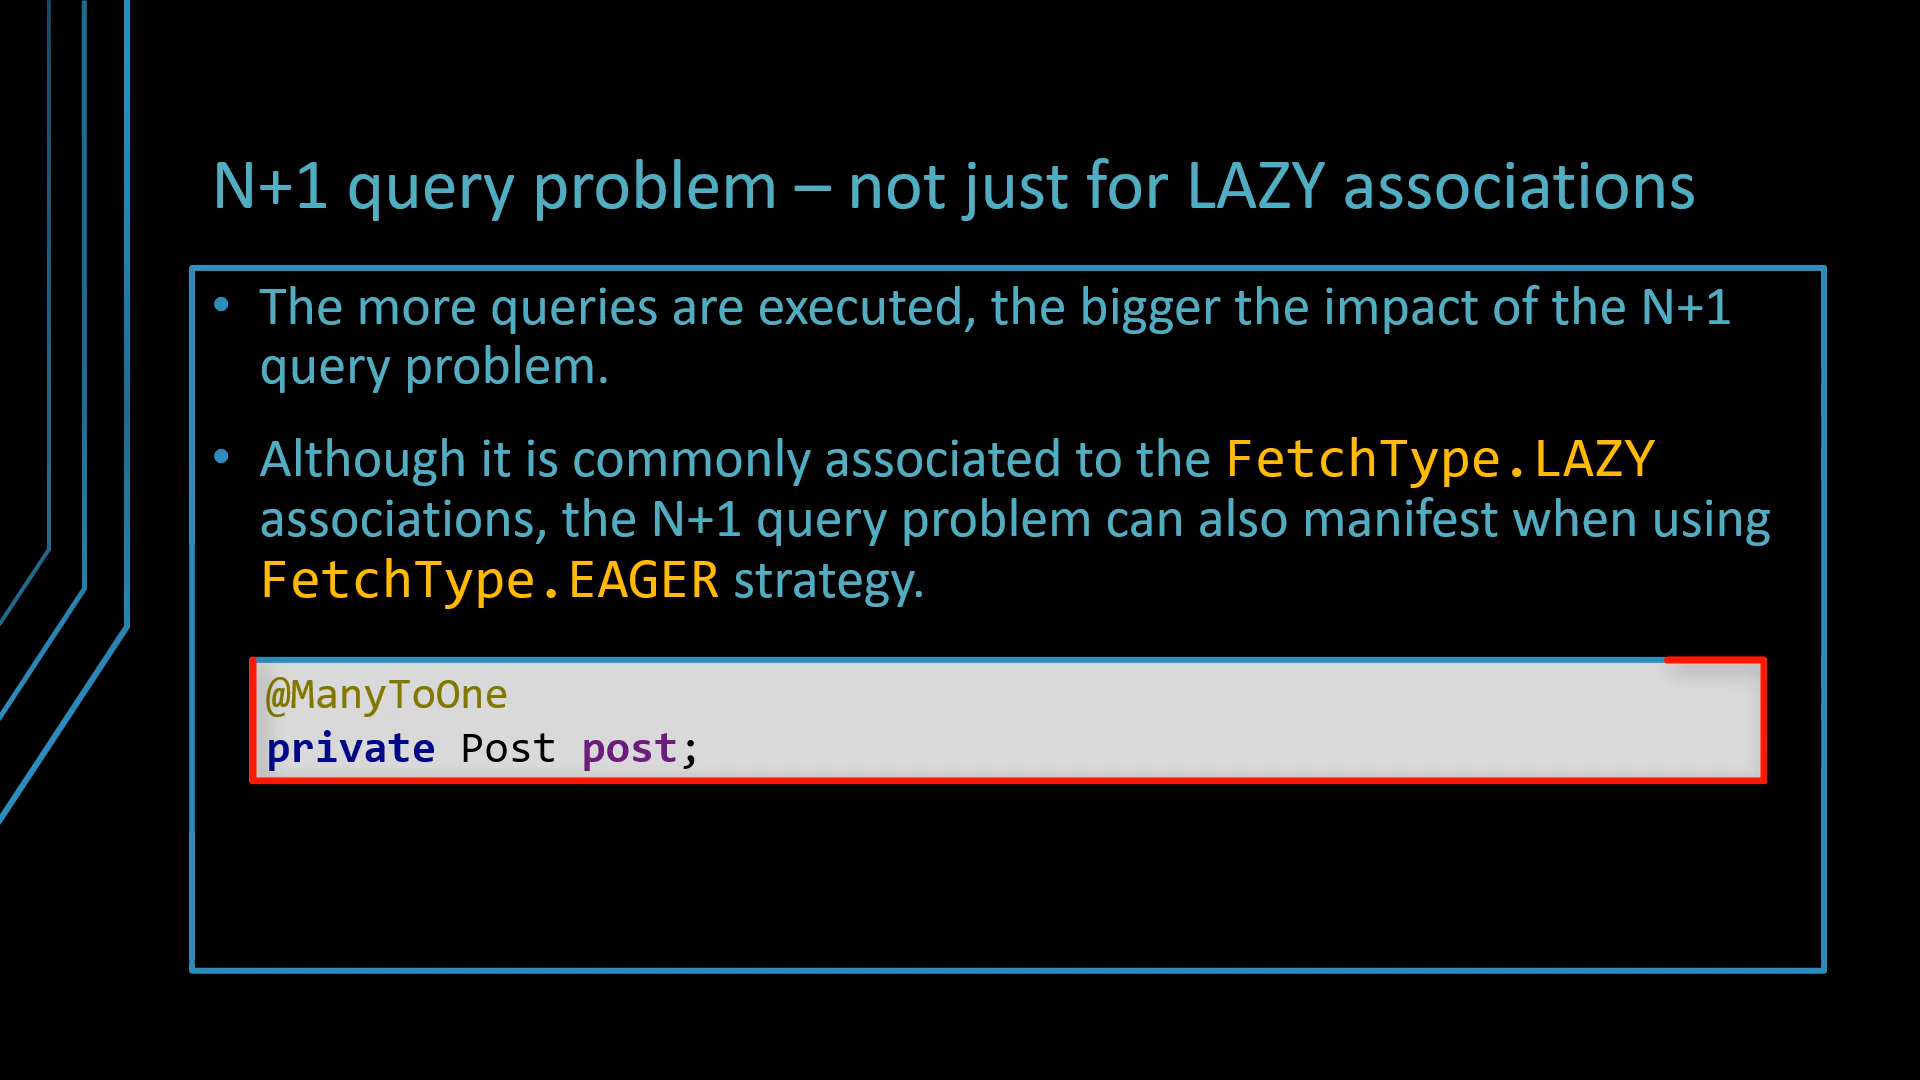 N+1 query problem – not just for LAZY associations
• The more queries are executed, the bigger the impact of the N+1
query problem.
• Although it is commonly associated to the FetchType.LAZY
associations, the N+1 query problem can also manifest when using
FetchType.EAGER strategy.
@ManyToOne
private Post post;